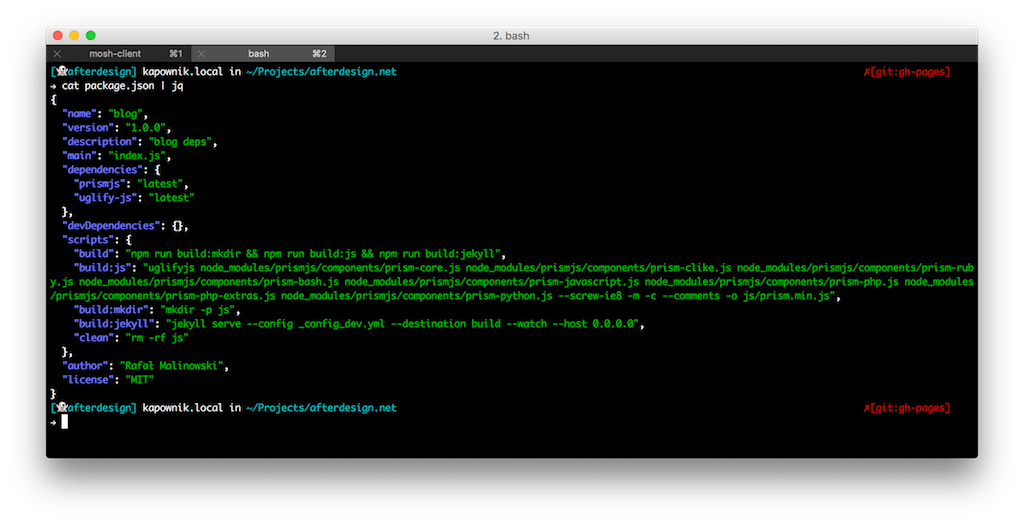 2. bash
mosh-client ⌘1 bash ⌘2
[afterdesign] kapownik.local in ~/Projects/afterdesign.net ✗[git:gh-pages]
→ cat package.json | jq
{
"name": "blog",
"version": "1.0.0",
"description": "blog deps",
"main": "index.js",
"dependencies": {
"prismjs": "latest",
"uglify-js": "latest"
},
"devDependencies": {},
"scripts": {
"build": "npm run build:mkdir && npm run build:js && npm run build:jekyll",
"build:js": "uglifyjs node_modules/prismjs/components/prism-core.js node_modules/prismjs/components/prism-clike.js node_modules/prismjs/components/prism-rub
y.js node_modules/prismjs/components/prism-bash.js node_modules/prismjs/components/prism-javascript.js node_modules/prismjs/components/prism-php.js node_modules
/prismjs/components/prism-php-extras.js node_modules/prismjs/components/prism-python.js --screw-ie8 -m -c --comments -o js/prism.min.js",
"build:mkdir": "mkdir -p js",
"build:jekyll": "jekyll serve --config _config_dev.yml --destination build --watch --host 0.0.0.0",
"clean": "rm -rf js"
},
"author": "Rafał Malinowski",
"license": "MIT"
}
[afterdesign] kapownik.local in ~/Projects/afterdesign.net ✗[git:gh-pages]
→